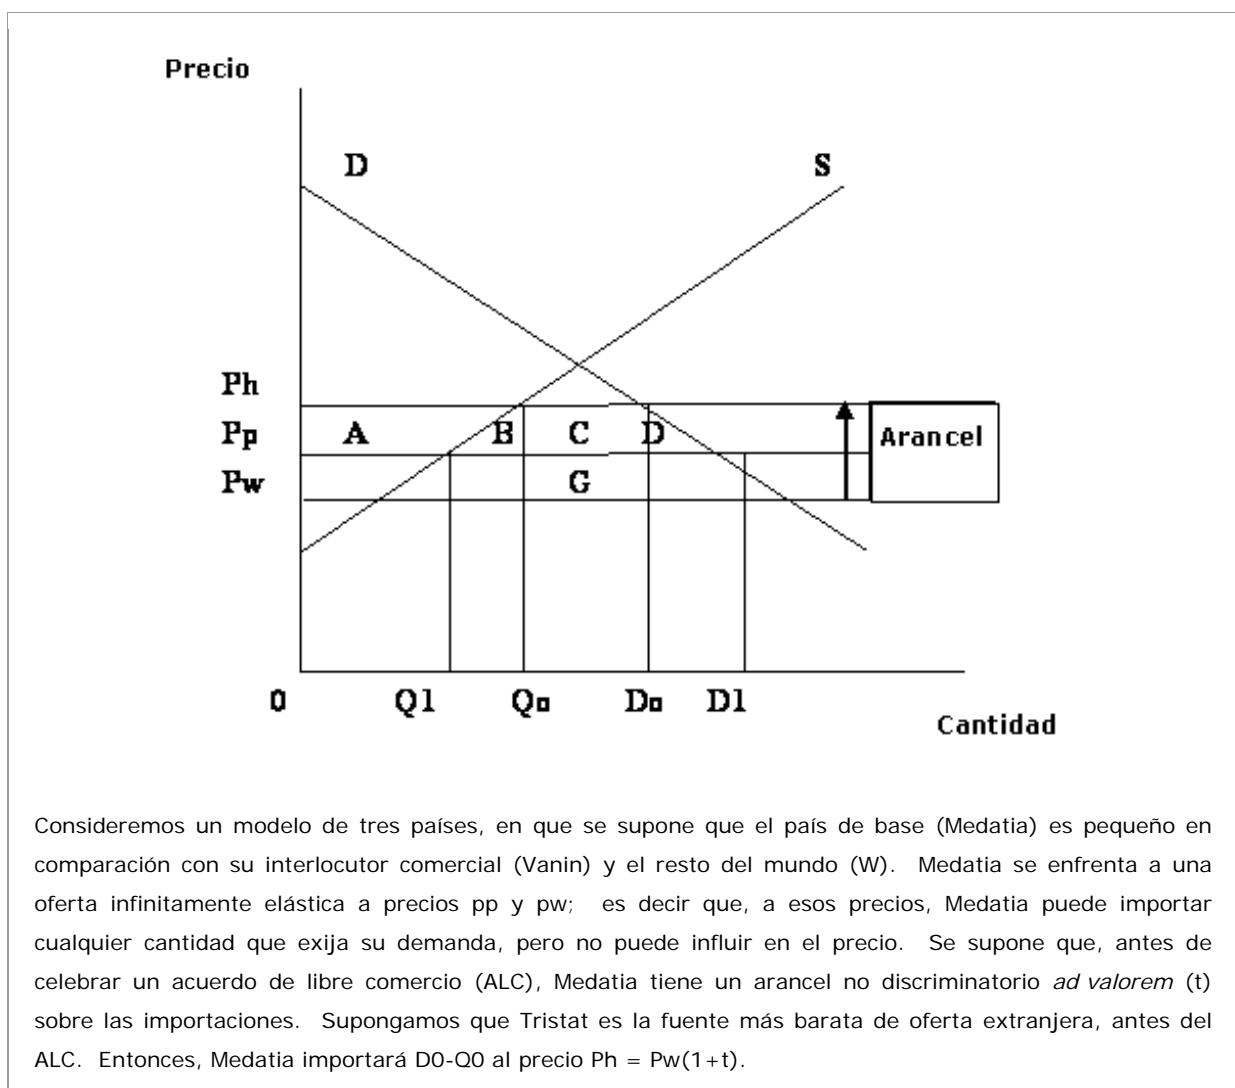 Precio
D
S
Ph
Pp
A
B
C
D
Arancel
Pw
G
0
Q1
Q0
D0
D1
Cantidad
Consideremos un modelo de tres países, en que se supone que el país de base (Medatia) es pequeño en
comparación con su interlocutor comercial (Vanin) y el resto del mundo (W). Medatia se enfrenta a una
oferta infinitamente elástica a precios pp y pw; es decir que, a esos precios, Medatia puede importar
cualquier cantidad que exija su demanda, pero no puede influir en el precio. Se supone que, antes de
celebrar un acuerdo de libre comercio (ALC), Medatia tiene un arancel no discriminatorio ad valorem (t)
sobre las importaciones. Supongamos que Tristat es la fuente más barata de oferta extranjera, antes del
ALC. Entonces, Medatia importará D0-Q0 al precio Ph = Pw(1+t).